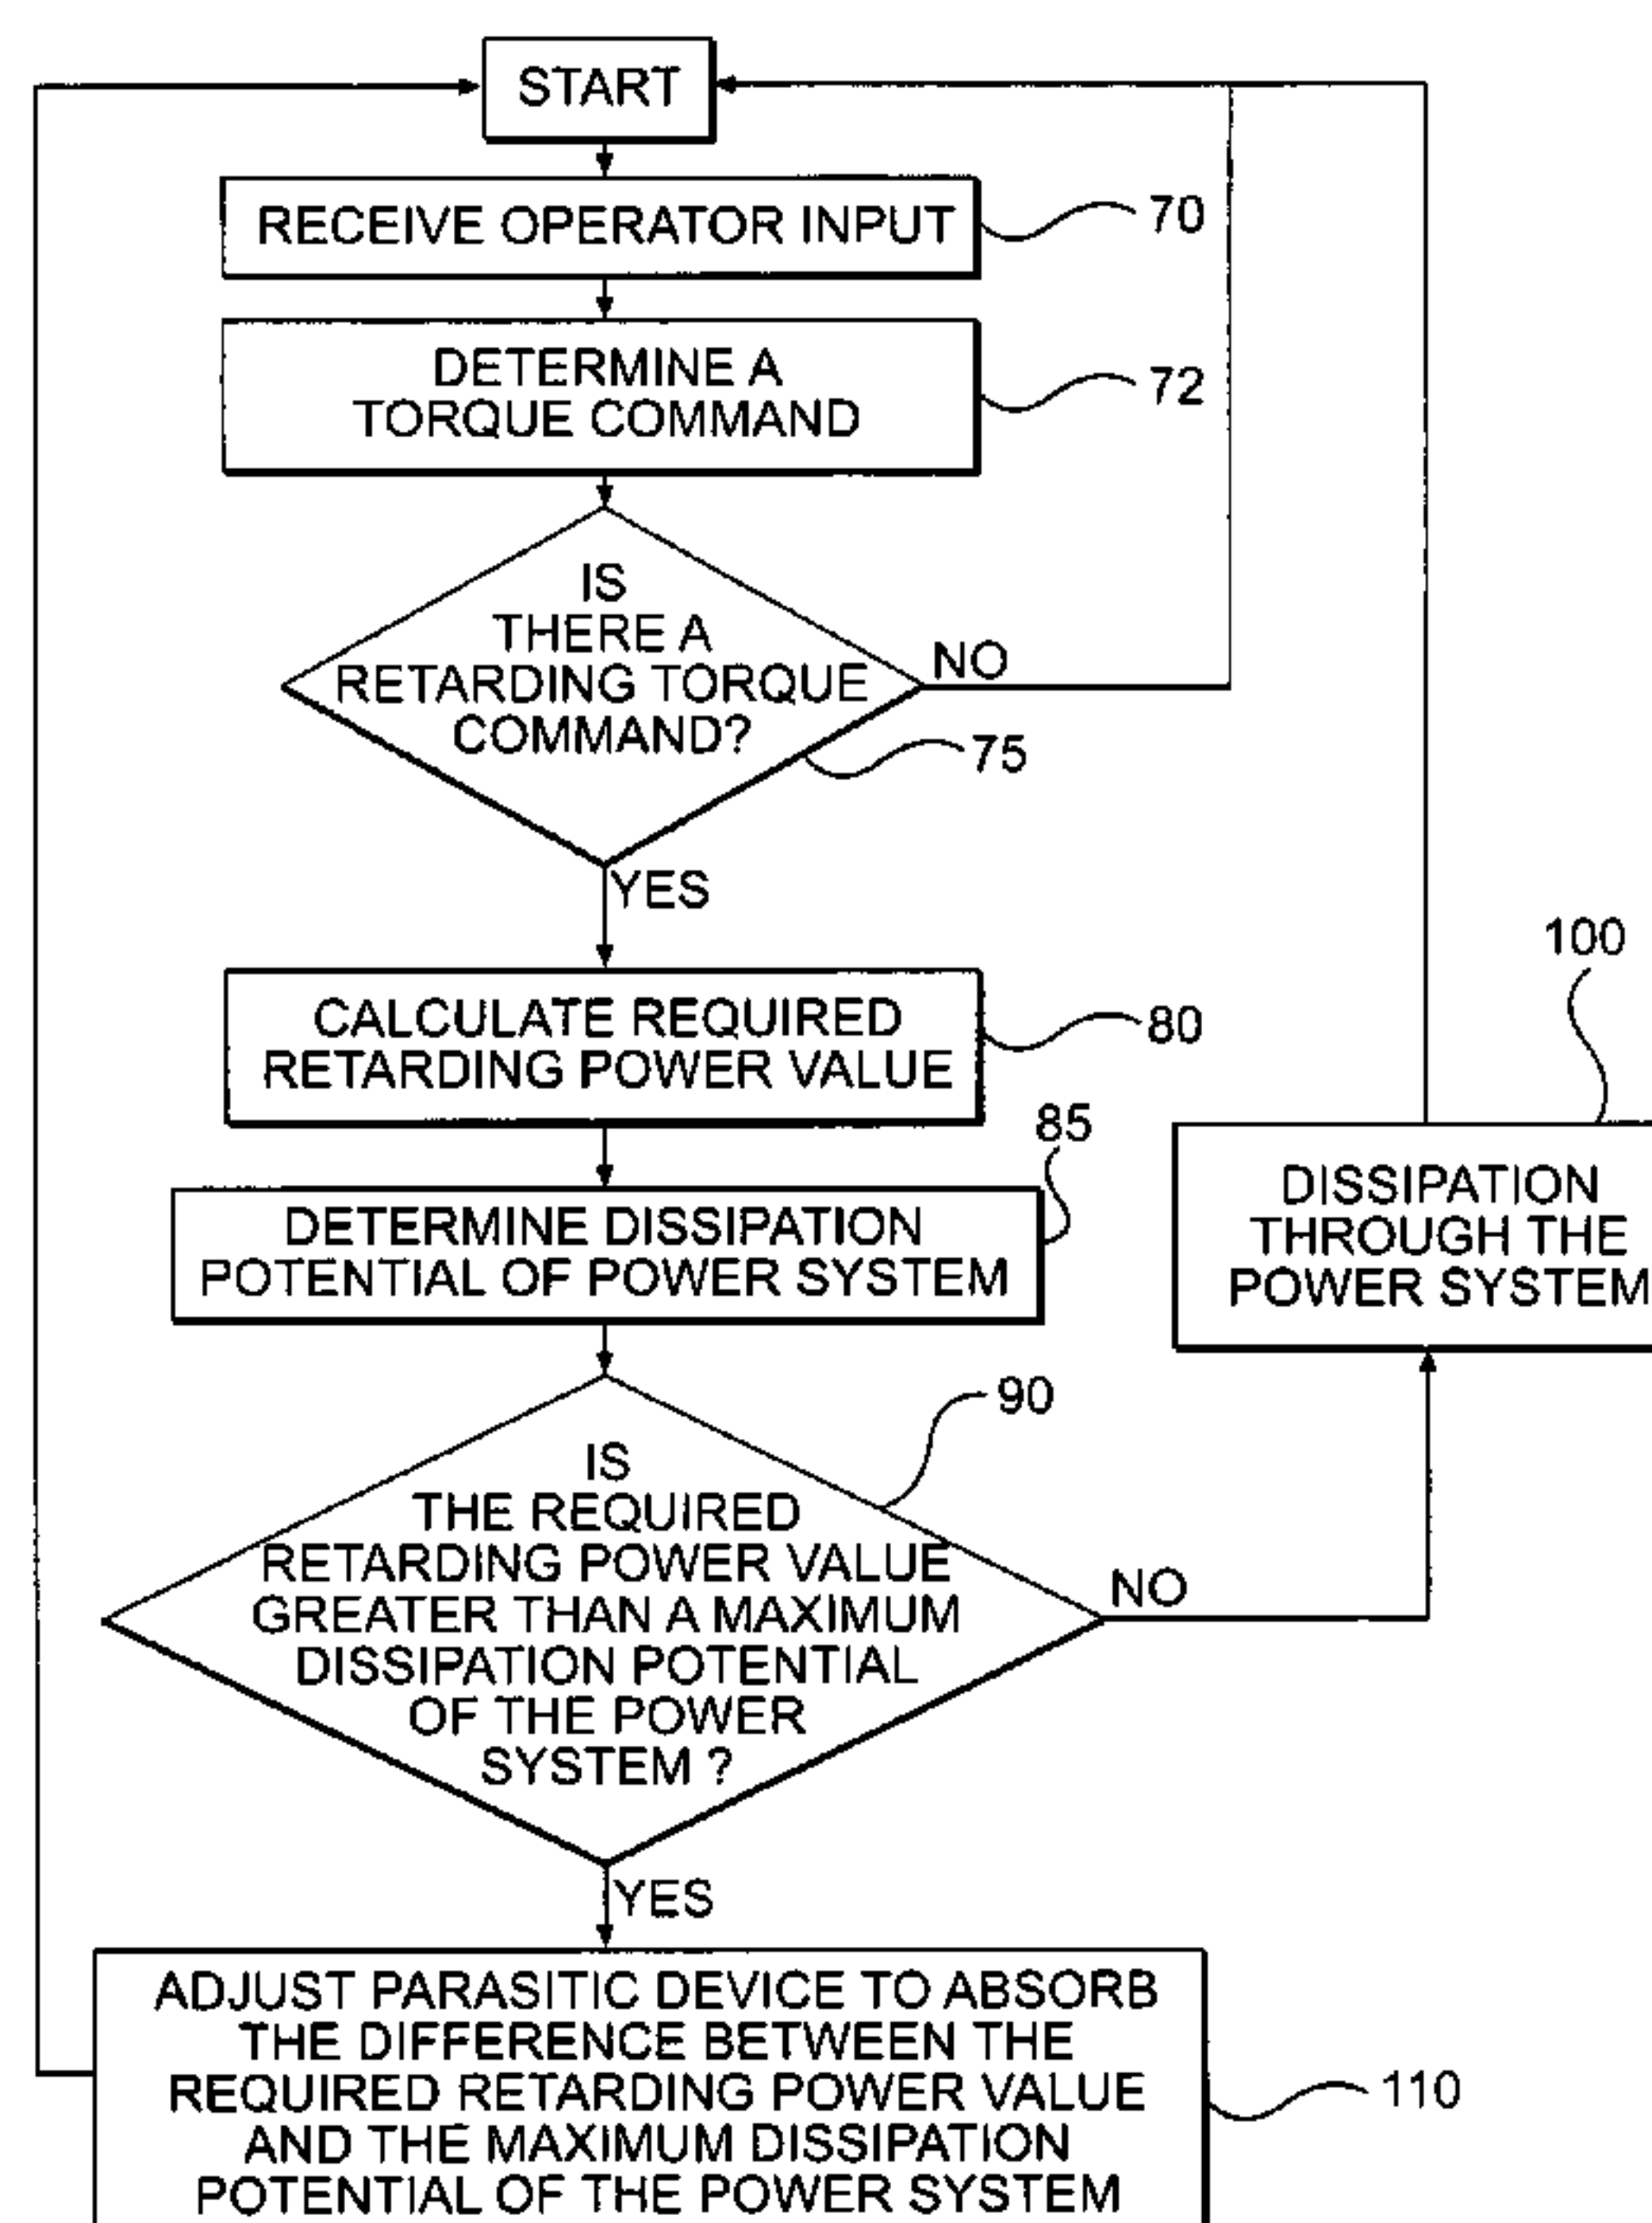 START
RECEIVE OPERATOR INPUT
70
DETERMINE A
TORQUE COMMAND
72
IS
THERE A
RETARDING TORQUE
COMMAND?
NO
75
YES
CALCULATE REQUIRED
RETARDING POWER VALUE
80
100
DETERMINE DISSIPATION
POTENTIAL OF POWER SYSTEM
85
DISSIPATION
THROUGH THE
POWER SYSTEM
90
IS
THE REQUIRED
RETARDING POWER VALUE
GREATER THAN A MAXIMUM
DISSIPATION POTENTIAL
OF THE POWER
SYSTEM ?
NO
YES
ADJUST PARASITIC DEVICE TO ABSORB
THE DIFFERENCE BETWEEN THE
REQUIRED RETARDING POWER VALUE
AND THE MAXIMUM DISSIPATION
POTENTIAL OF THE POWER SYSTEM
110